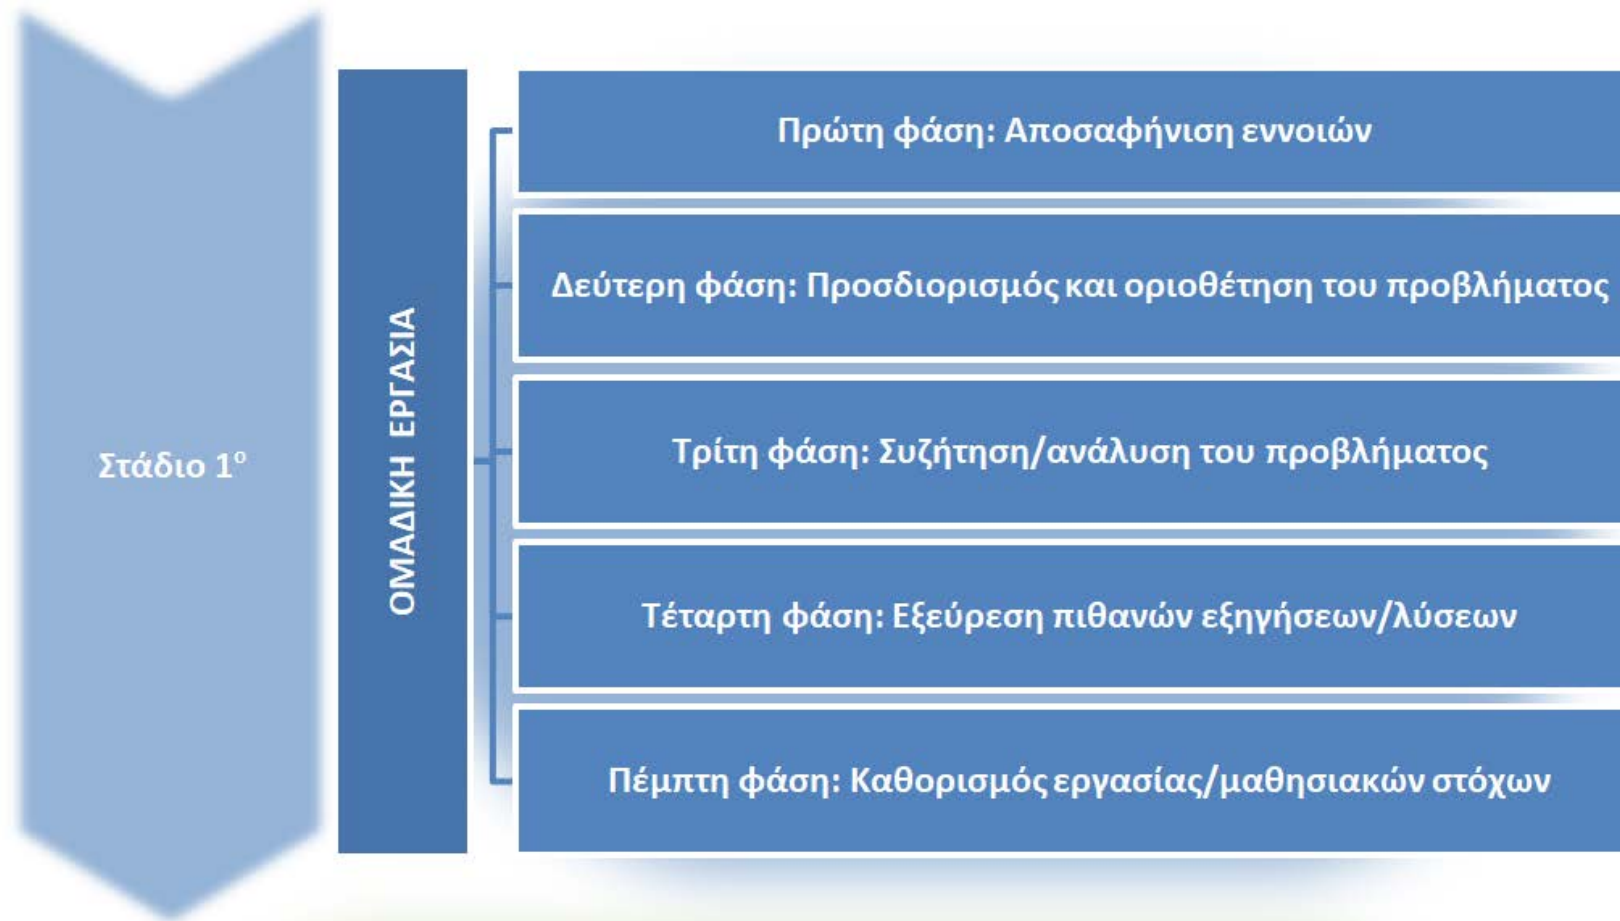 Στάδιο 1ο
ΟΜΑΔΙΚΗ ΕΡΓΑΣΙΑ
Πρώτη φάση: Αποσαφήνιση εννοιών
Δεύτερη φάση: Προσδιορισμός και οριοθέτηση του προβλήματος
Τρίτη φάση: Συζήτηση/ανάλυση του προβλήματος
Τέταρτη φάση: Εξεύρεση πιθανών εξηγήσεων/λύσεων
Πέμπτη φάση: Καθορισμός εργασίας/μαθησιακών στόχων